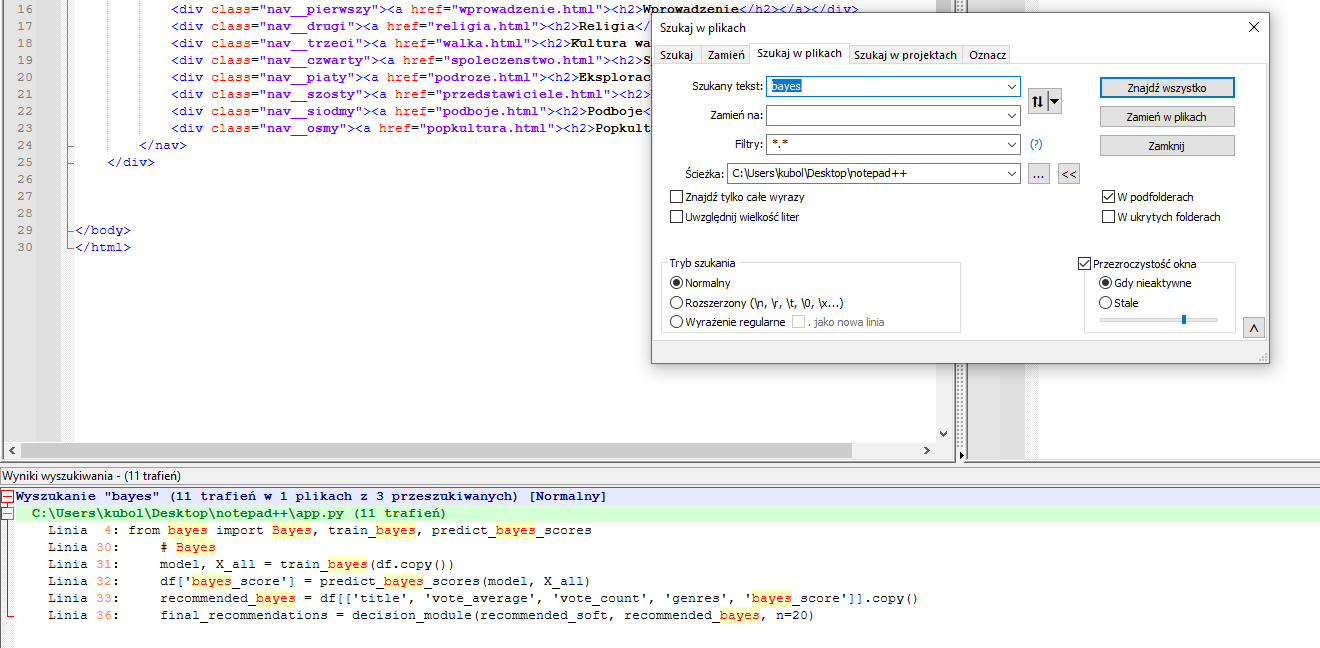 16 <div class="nav__pierwszy"><a href="wprowadzenie.html"><h2>Wprowadzenie</h2></a></div>
17 <div class="nav__drugi"><a href="religia.html"><h2>Religia</
18 <div class="nav__trzeci"><a href="walka.html"><h2>Kultura wa
19 <div class="nav__czwarty"><a href="spoleczenstwo.html"><h2>S
20 <div class="nav__piaty"><a href="podroze.html"><h2>Eksplorac
21 <div class="nav__szosty"><a href="przedstawiciele.html"><h2>
22 <div class="nav__siodmy"><a href="podboje.html"><h2>Podboje<
23 <div class="nav__osmy"><a href="popkultura.html"><h2>Popkult
24 </nav>
25 </div>
26
27
28
29 </body>
30 </html>
Szukaj w plikach
Szukaj Zamień Szukaj w plikach Szukaj w projektach Oznacz
Szukany tekst: bayes
Znajdź wszystko
Zamień na:
Zamień w plikach
Filtry: *.* (?)
Zamknij
Ścieżka: C:\Users\kubol\Desktop\notepad++ ... <<
Znajdź tylko całe wyrazy
W podfolderach
Uwzględnij wielkość liter
W ukrytych folderach
Tryb szukania
Przezroczystość okna
Normalny
Gdy nieaktywne
Rozszerzony (\n, \r, \t, \0, \x...)
Stale
Wyrażenie regularne . jako nowa linia
Wyniki wyszukiwania - (11 trafień)
Wyszukanie "bayes" (11 trafień w 1 plikach z 3 przeszukiwanych) [Normalny]
C:\Users\kubol\Desktop\notepad++\app.py (11 trafień)
Linia 4: from bayes import Bayes, train_bayes, predict_bayes_scores
Linia 30: # Bayes
Linia 31: model, X_all = train_bayes(df.copy())
Linia 32: df['bayes_score'] = predict_bayes_scores(model, X_all)
Linia 33: recommended_bayes = df[['title', 'vote_average', 'vote_count', 'genres', 'bayes_score']].copy()
Linia 36: final_recommendations = decision_module(recommended_soft, recommended_bayes, n=20)